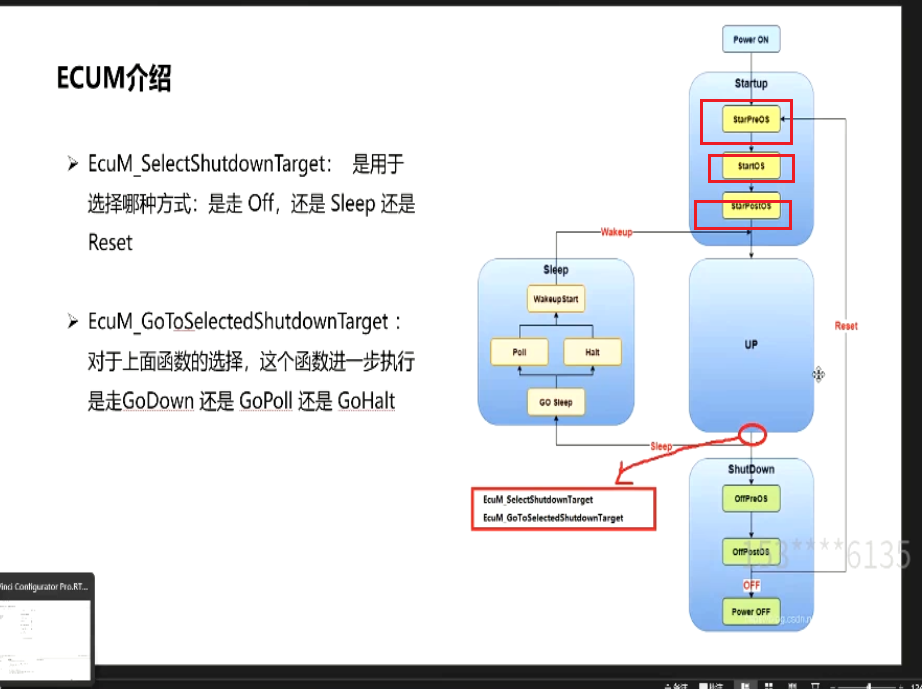 ECUM介绍
EcuM_SelectShutdownTarget： 是用于
选择哪种方式：是走 Off，还是 Sleep 还是
Reset
EcuM_GoToSelectedShutdownTarget：
对于上面函数的选择，这个函数进一步执行
是走GoDown 还是 GoPoll 还是 GoHalt
Power ON
Startup
StarPreOS
StartOS
StarPostOS
Wakeup
Sleep
WakeupStart
Poll
Halt
GO Sleep
UP
Reset
Sleep
EcuM_SelectShutdownTarget
EcuM_GoToSelectedShutdownTarget
ShutDown
OffPreOS
OffPostOS
153****6135
OFF
Power OFF
Vinci Configurator Pro.RT...